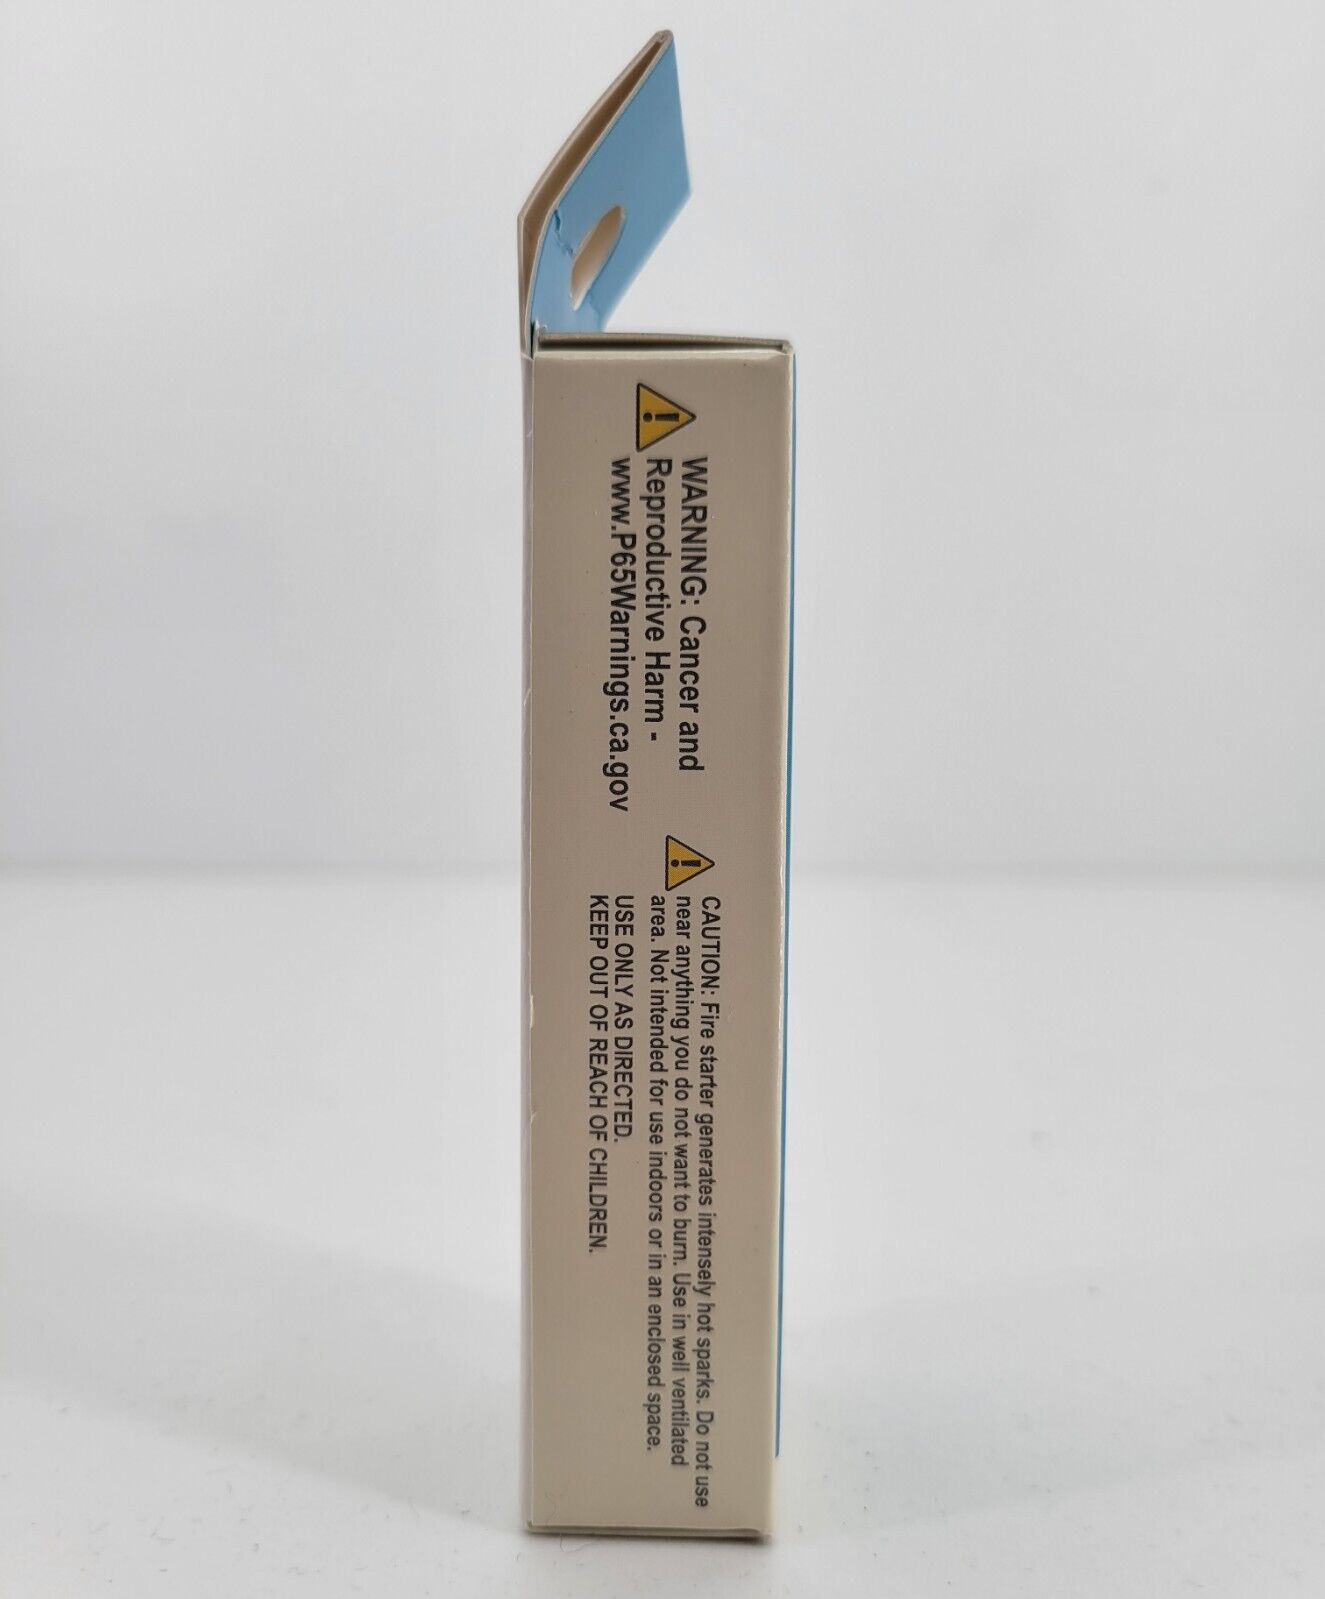 WARNING: Cancer and
Reproductive Harm -
www.P65Warnings.ca.gov
CAUTION: Fire starter generates intensely hot sparks. Do not use
near anything you do not want to burn. Use in well ventilated
area. Not intended for use indoors or in an enclosed space.
USE ONLY AS DIRECTED.
KEEP OUT OF REACH OF CHILDREN.